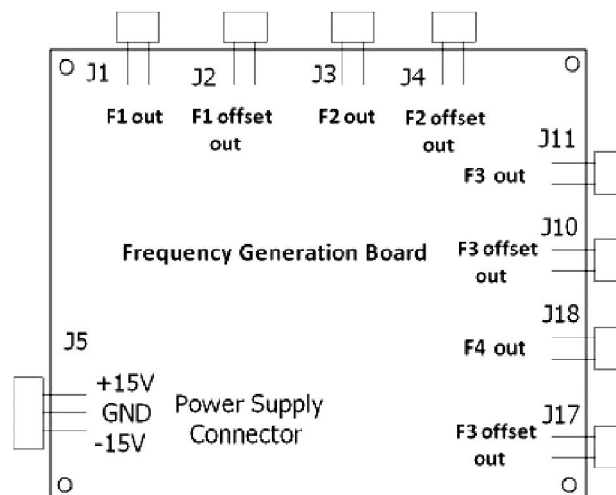 J1
J2
J3
J4
F1 out
F1 offset
out
F2 out
F2 offset
out
J11
F3 out
J10
F3 offset
out
Frequency Generation Board
J18
F4 out
J5
+15V
GND
-15V
Power Supply
Connector
J17
F3 offset
out